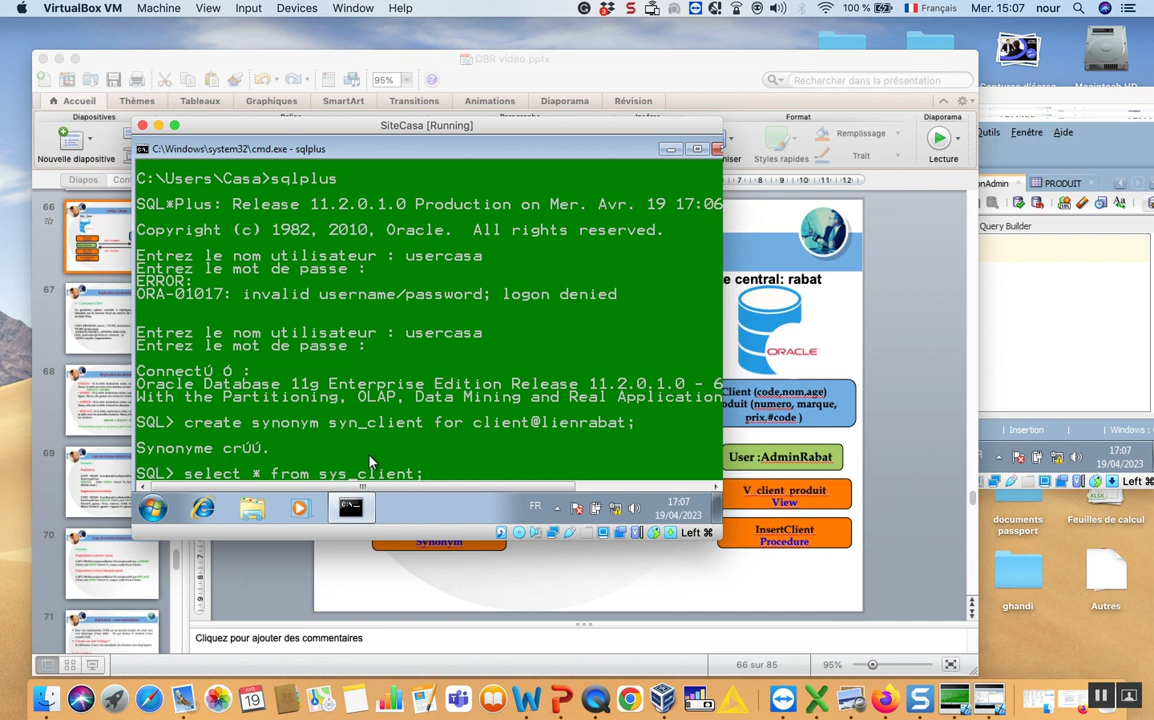 VirtualBox VM Machine View Input Devices Window Help
100 % Français Mer. 15:07 nour
DBR video.pptx
95%
Rechercher dans la présentation
Accueil Thèmes Tableaux Graphiques SmartArt Transitions Animations Diaporama Révision
Diapositives Format Diaporama
Nouvelle diapositive
Styles rapides
Remplissage
Trait
Lecture
Diapos
SiteCasa [Running]
C:\Windows\system32\cmd.exe - sqlplus
C:\Users\Casa>sqlplus
SQL*Plus: Release 11.2.0.1.0 Production on Mer. Avr. 19 17:06
Copyright (c) 1982, 2010, Oracle. All rights reserved.
Entrez le nom utilisateur : usercasa
Entrez le mot de passe :
ERROR:
ORA-01017: invalid username/password; logon denied
Entrez le nom utilisateur : usercasa
Entrez le mot de passe :
ConnectÚ Ó :
Oracle Database 11g Enterprise Edition Release 11.2.0.1.0 - 6
With the Partitioning, OLAP, Data Mining and Real Application
SQL> create synonym syn_client for client@lienrabat;
Synonyme crÚÚ.
SQL> select * from sys_client;
FR 17:07
19/04/2023
Left ⌘
66
67
68
69
70
71
e central: rabat
ORACLE
Client (code,nom,age)
oduit (numero, marque,
prix,#code )
User :AdminRabat
V_client_produit
View
InsertClient
Procedure
Synonym
Cliquez pour ajouter des commentaires
66 sur 85 95%
utils Fenêtre Aide
onAdmin PRODUIT
Query Builder
Insertion Windows :
17:07
19/04/2023
Left ⌘
documents passport
Feuilles de calcul
ghandi
Autres
AVR
19